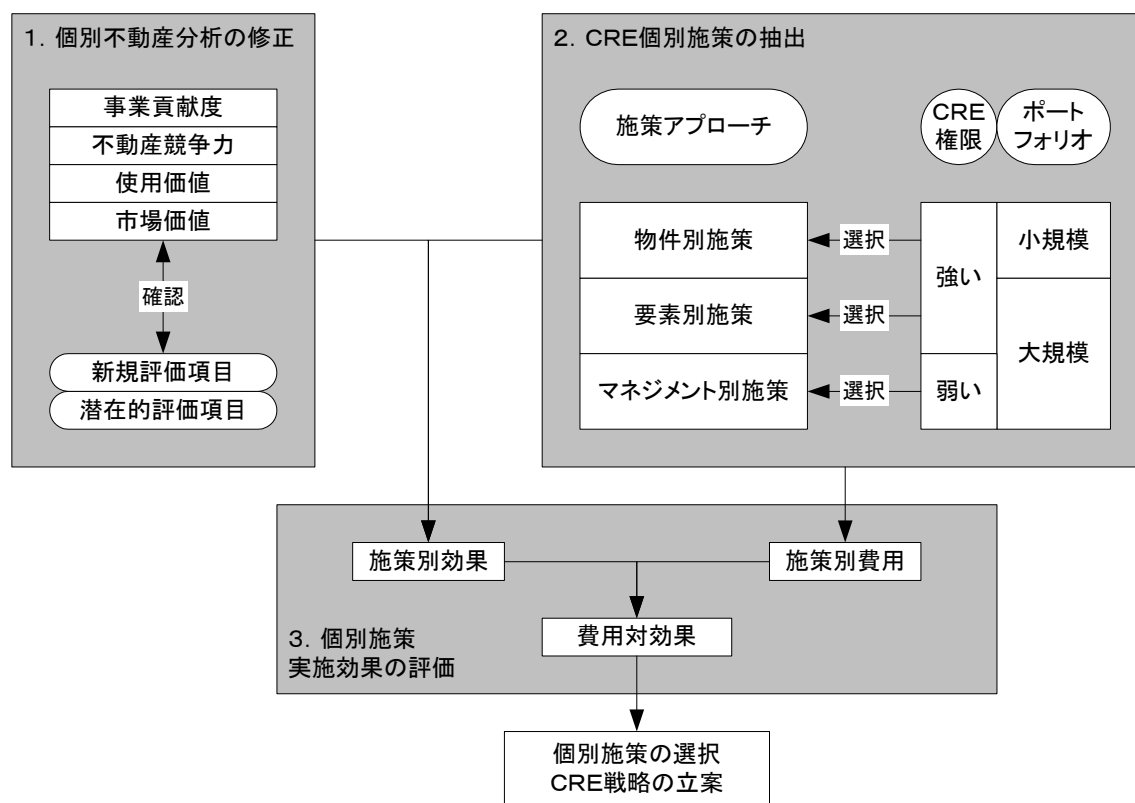 1．個別不動産分析の修正
事業貢献度
不動産競争力
使用価値
市場価値
確認
新規評価項目
潜在的評価項目
2．CRE個別施策の抽出
施策アプローチ
CRE
権限
ポート
フォリオ
物件別施策
選択
強い
小規模
要素別施策
選択
大規模
マネジメント別施策
選択
弱い
施策別効果
施策別費用
費用対効果
3．個別施策
実施効果の評価
個別施策の選択
CRE戦略の立案